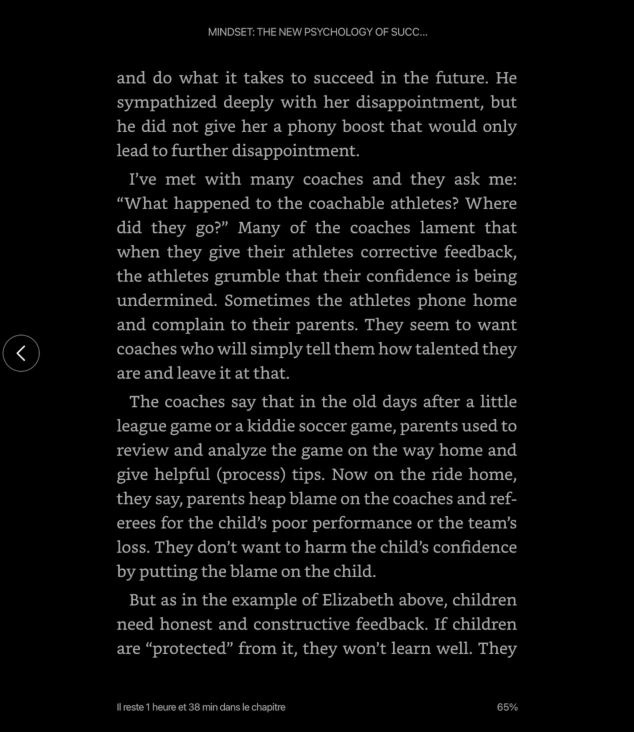 MINDSET: THE NEW PSYCHOLOGY OF SUCC...
and do what it takes to succeed in the future. He
sympathized deeply with her disappointment, but
he did not give her a phony boost that would only
lead to further disappointment.
I’ve met with many coaches and they ask me:
“What happened to the coachable athletes? Where
did they go?” Many of the coaches lament that
when they give their athletes corrective feedback,
the athletes grumble that their confidence is being
undermined. Sometimes the athletes phone home
and complain to their parents. They seem to want
coaches who will simply tell them how talented they
are and leave it at that.
The coaches say that in the old days after a little
league game or a kiddie soccer game, parents used to
review and analyze the game on the way home and
give helpful (process) tips. Now on the ride home,
they say, parents heap blame on the coaches and ref-
erees for the child’s poor performance or the team’s
loss. They don’t want to harm the child’s confidence
by putting the blame on the child.
But as in the example of Elizabeth above, children
need honest and constructive feedback. If children
are “protected” from it, they won’t learn well. They
Il reste 1 heure et 38 min dans le chapitre
65%